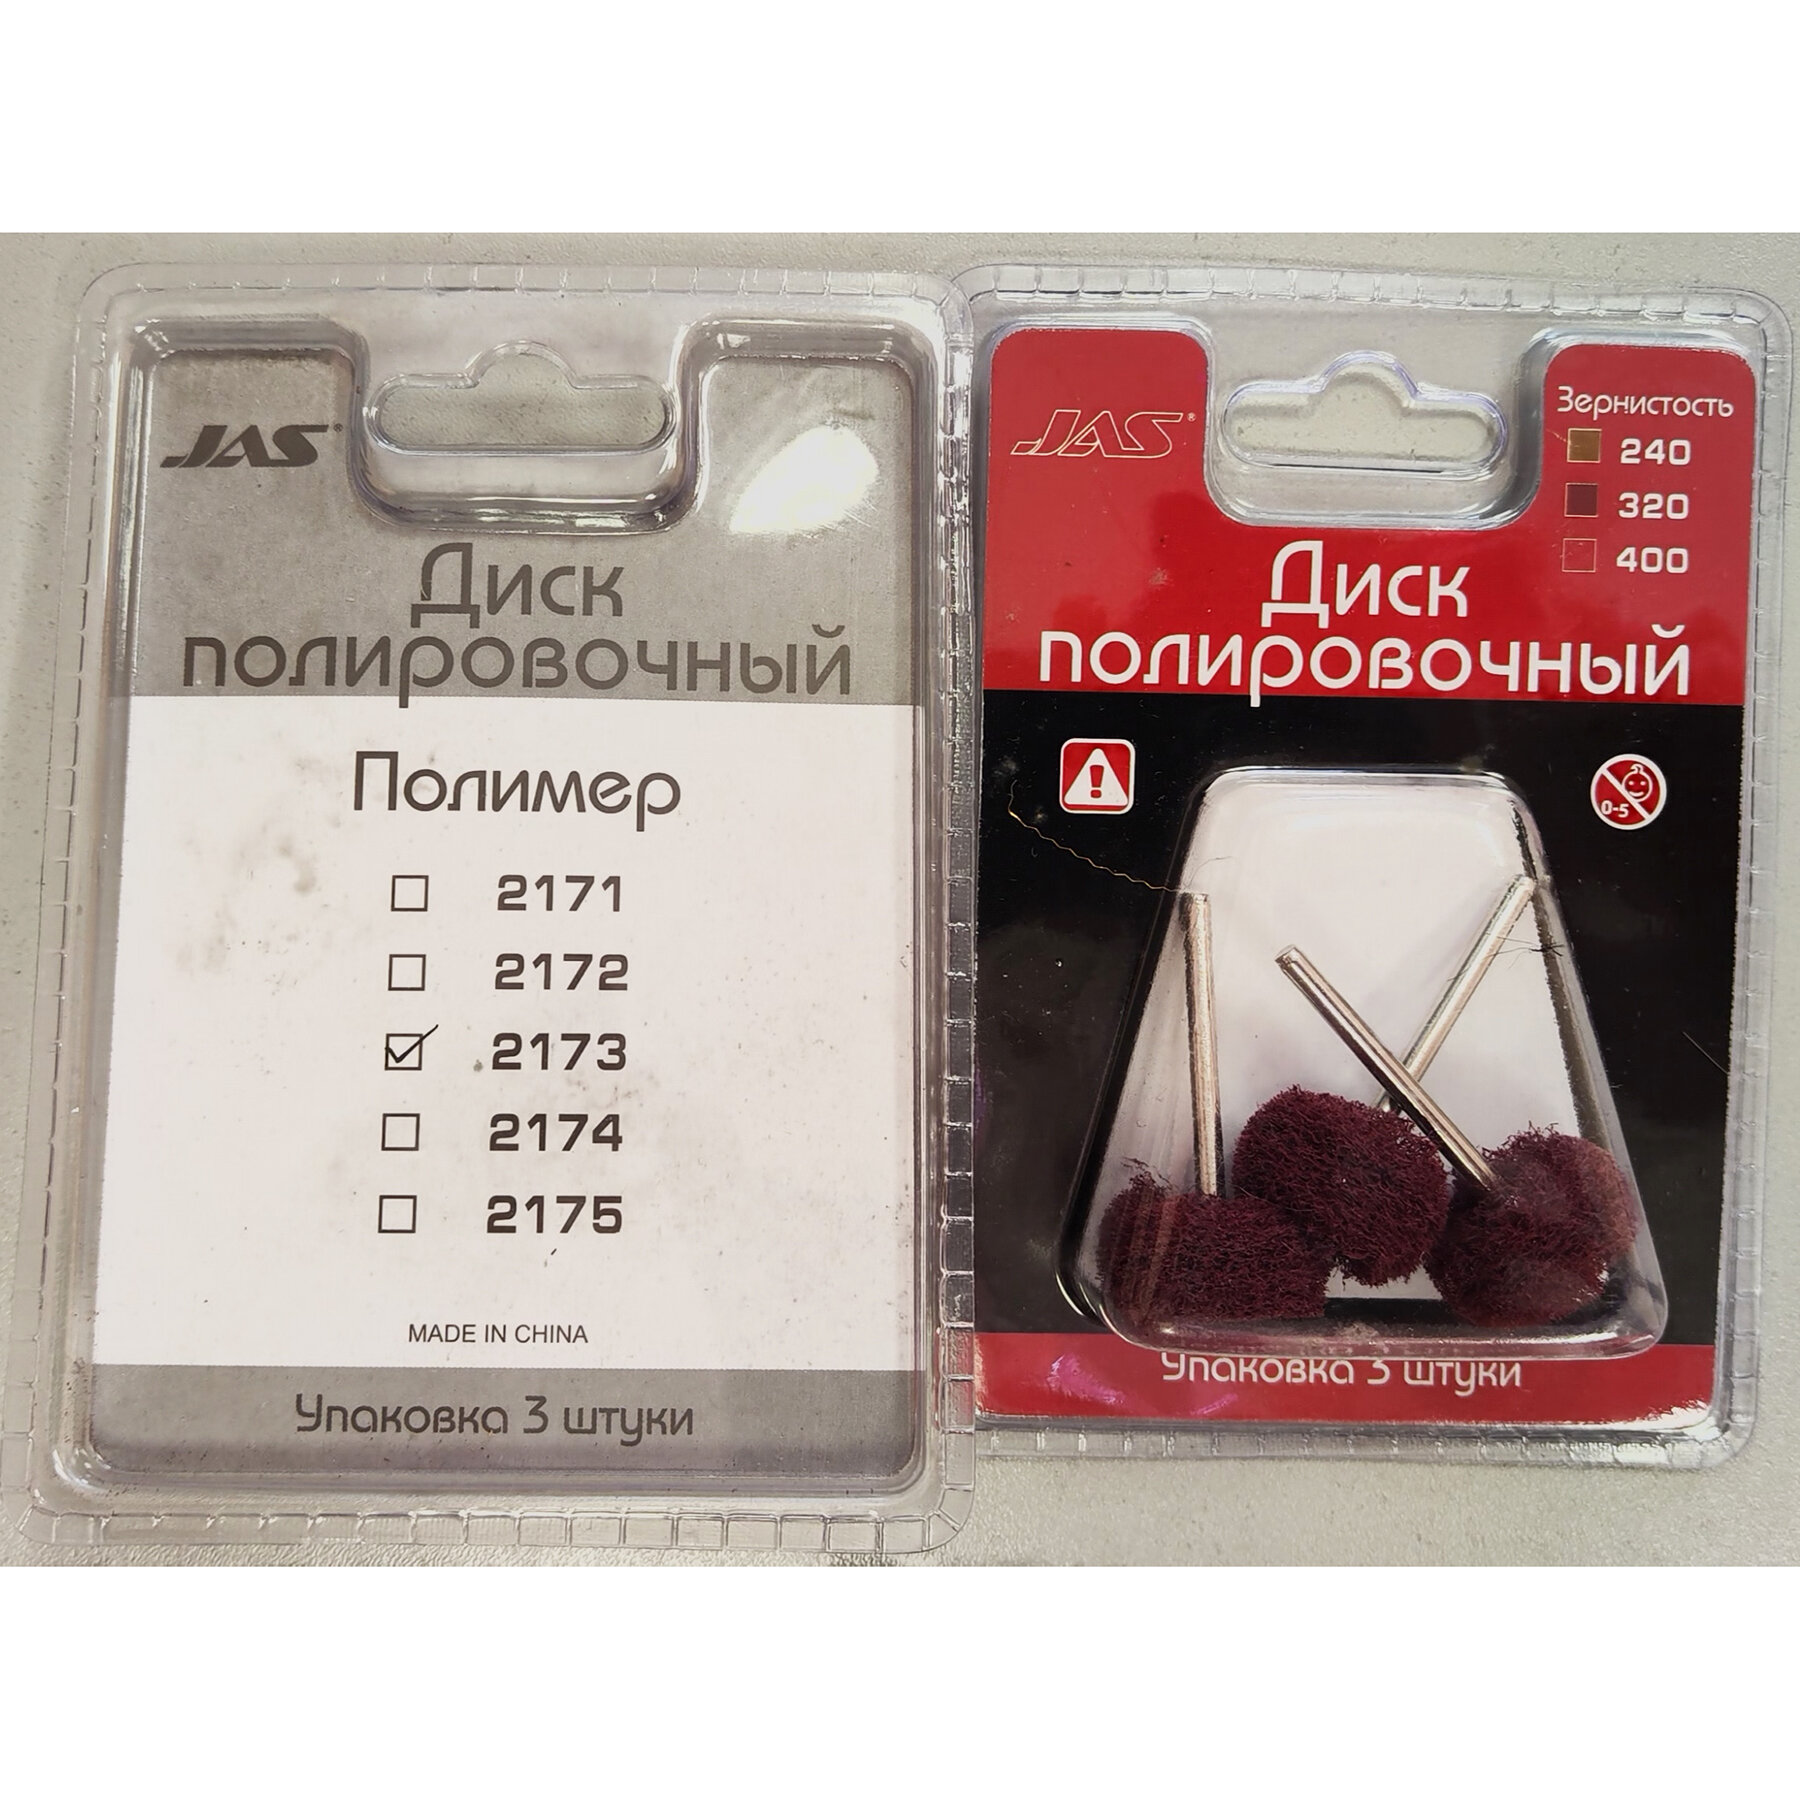 JAS®
Диск
полировочный
Полимер
2171
2172
2173
2174
2175
MADE IN CHINA
Упаковка 3 штуки
JAS®
Зернистость
240
320
400
Диск
полировочный
0-5
Упаковка 3 штуки